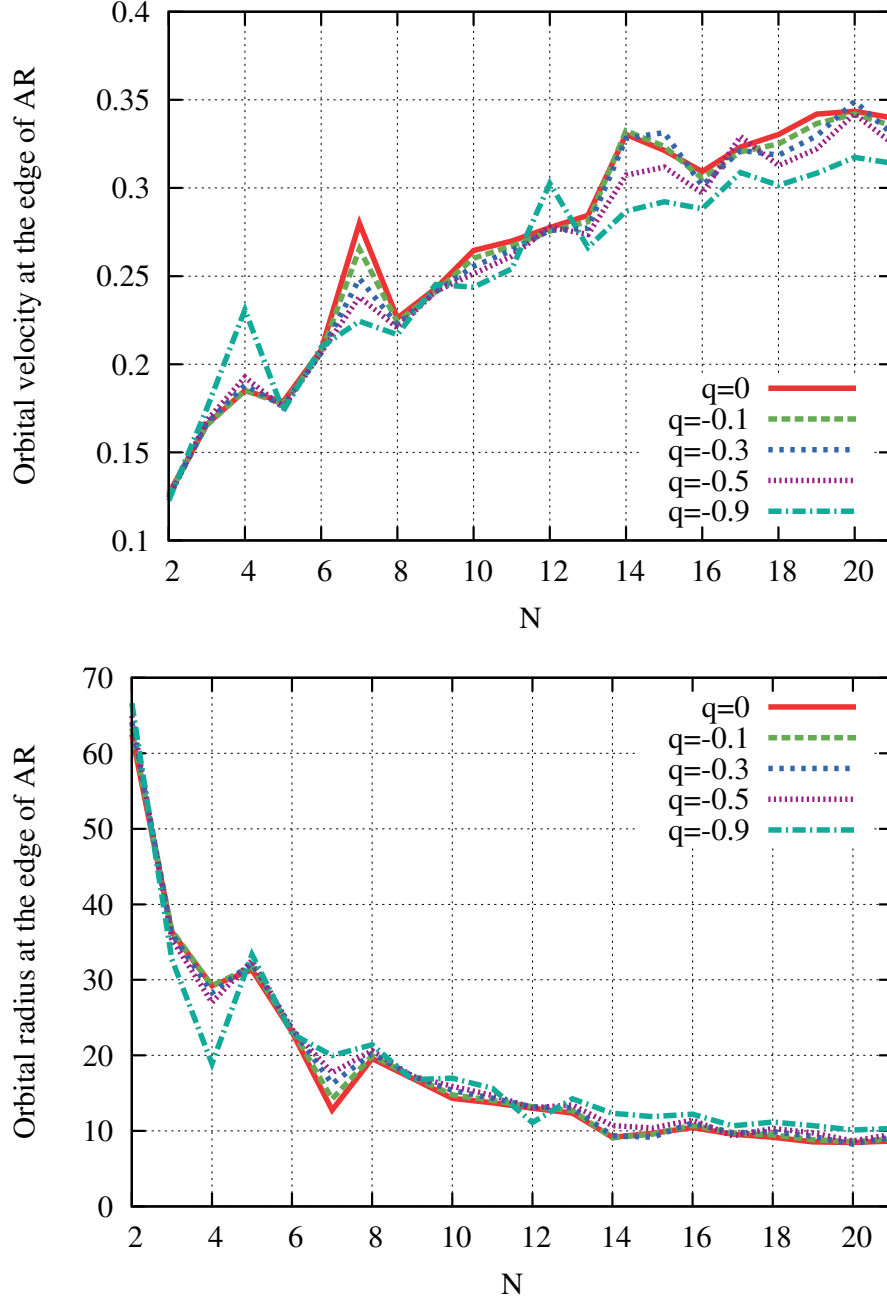 0.4
0.35
0.3
0.25
0.2
0.15
0.1
Orbital velocity at the edge of AR
q=0
q=-0.1
q=-0.3
q=-0.5
q=-0.9
2 4 6 8 10 12 14 16 18 20
N
70
60
50
40
30
20
10
0
Orbital radius at the edge of AR
q=0
q=-0.1
q=-0.3
q=-0.5
q=-0.9
2 4 6 8 10 12 14 16 18 20
N